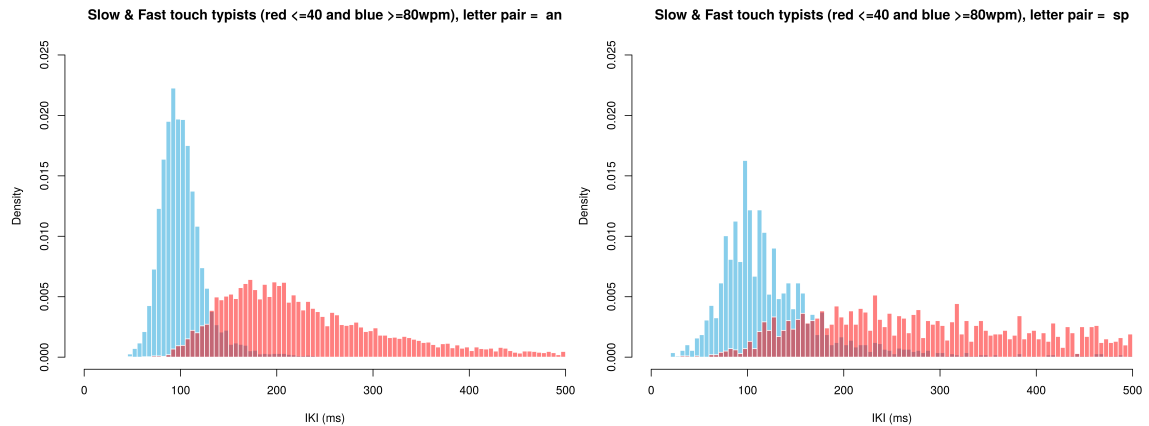 Slow & Fast touch typists (red <=40 and blue >=80wpm), letter pair = an
0.025
0.020
0.015
0.010
0.005
0.000
Density
0 100 200 300 400 500
IKI (ms)
Slow & Fast touch typists (red <=40 and blue >=80wpm), letter pair = sp
0.025
0.020
0.015
0.010
0.005
0.000
Density
0 100 200 300 400 500
IKI (ms)